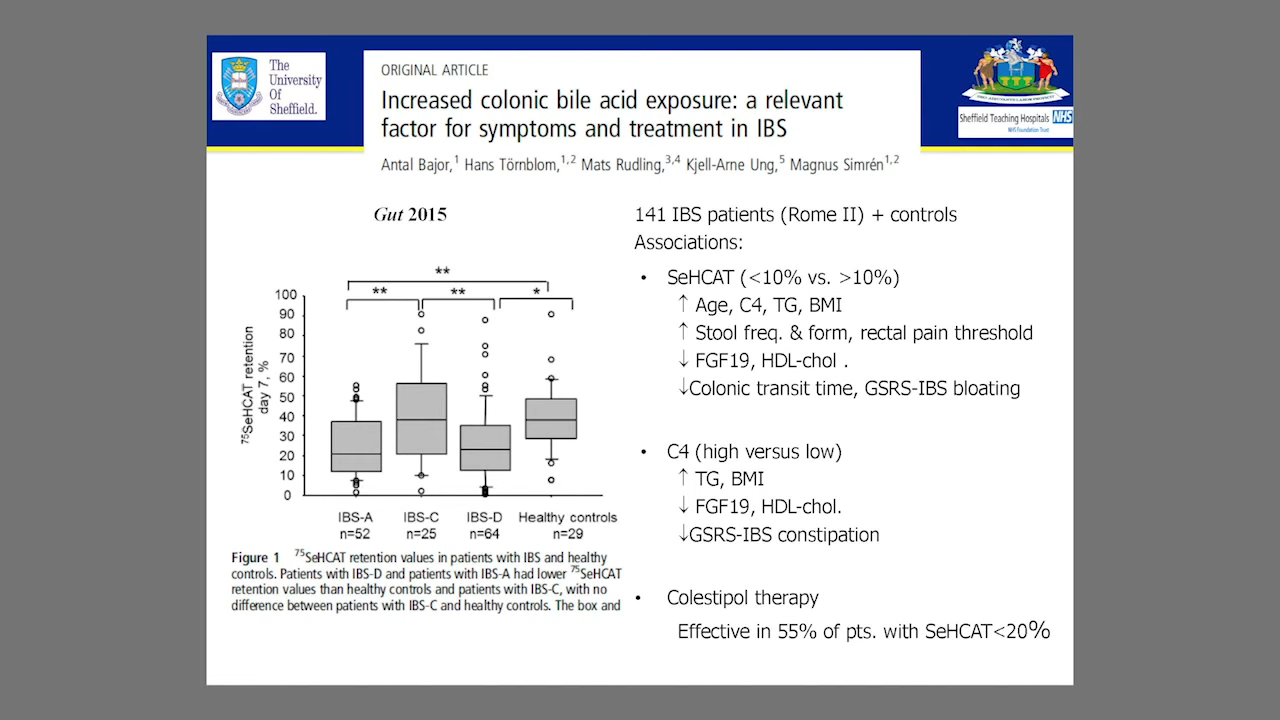 The
University
Of
Sheffield.
ORIGINAL ARTICLE
Increased colonic bile acid exposure: a relevant
factor for symptoms and treatment in IBS
Antal Bajor,1 Hans Törnblom,1,2 Mats Rudling,3,4 Kjell-Arne Ung,5 Magnus Simrén1,2
Sheffield Teaching Hospitals NHS
NHS Foundation Trust
Gut 2015
**
** ** *
75SeHCAT retention
day 7, %
100
90
80
70
60
50
40
30
20
10
0
IBS-A IBS-C IBS-D Healthy controls
n=52 n=25 n=64 n=29
Figure 1 75SeHCAT retention values in patients with IBS and healthy
controls. Patients with IBS-D and patients with IBS-A had lower 75SeHCAT
retention values than healthy controls and patients with IBS-C, with no
difference between patients with IBS-C and healthy controls. The box and
141 IBS patients (Rome II) + controls
Associations:
• SeHCAT (<10% vs. >10%)
↑ Age, C4, TG, BMI
↑ Stool freq. & form, rectal pain threshold
↓ FGF19, HDL-chol .
↓Colonic transit time, GSRS-IBS bloating
• C4 (high versus low)
↑ TG, BMI
↓ FGF19, HDL-chol.
↓GSRS-IBS constipation
• Colestipol therapy
Effective in 55% of pts. with SeHCAT<20%